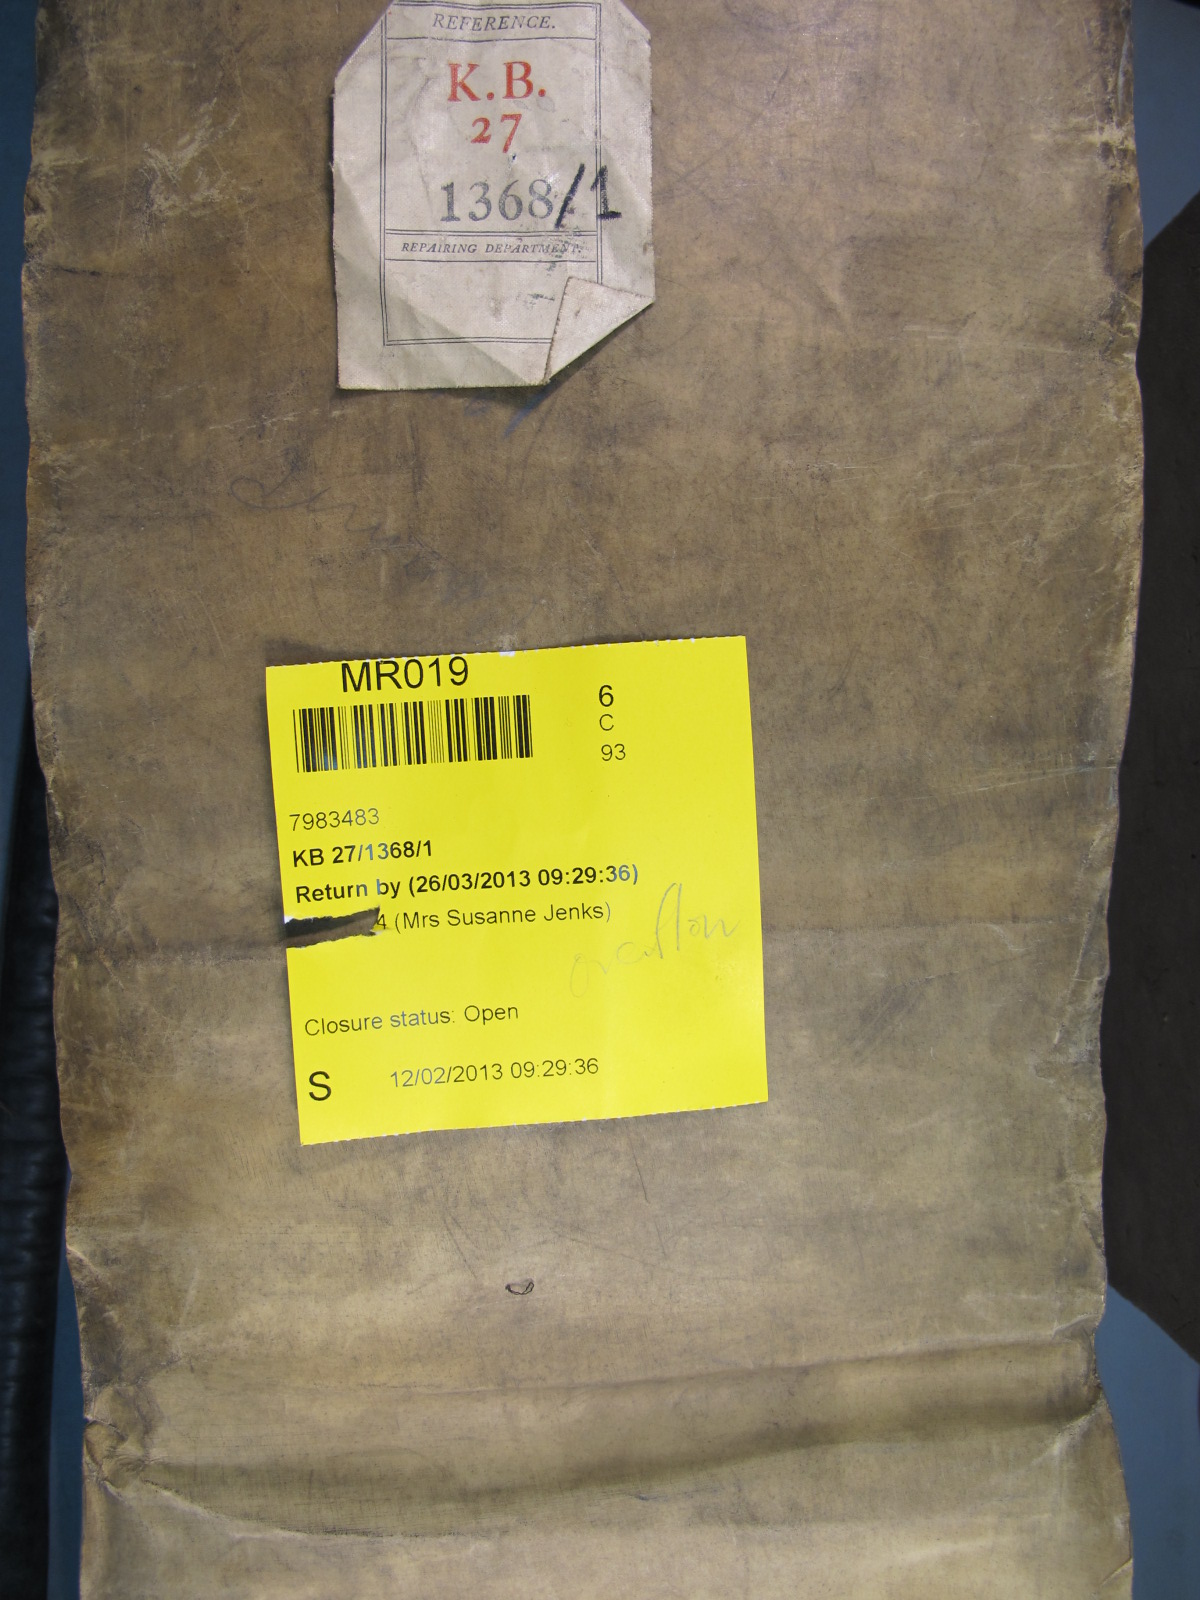 REFERENCE.
K.B.
27
1368/1
REPAIRING DEPARTMENT.
MR019
6
C
93
7983483
KB 27/1368/1
Return by (26/03/2013 09:29:36)
4 (Mrs Susanne Jenks)
overflow
Closure status: Open
S 12/02/2013 09:29:36